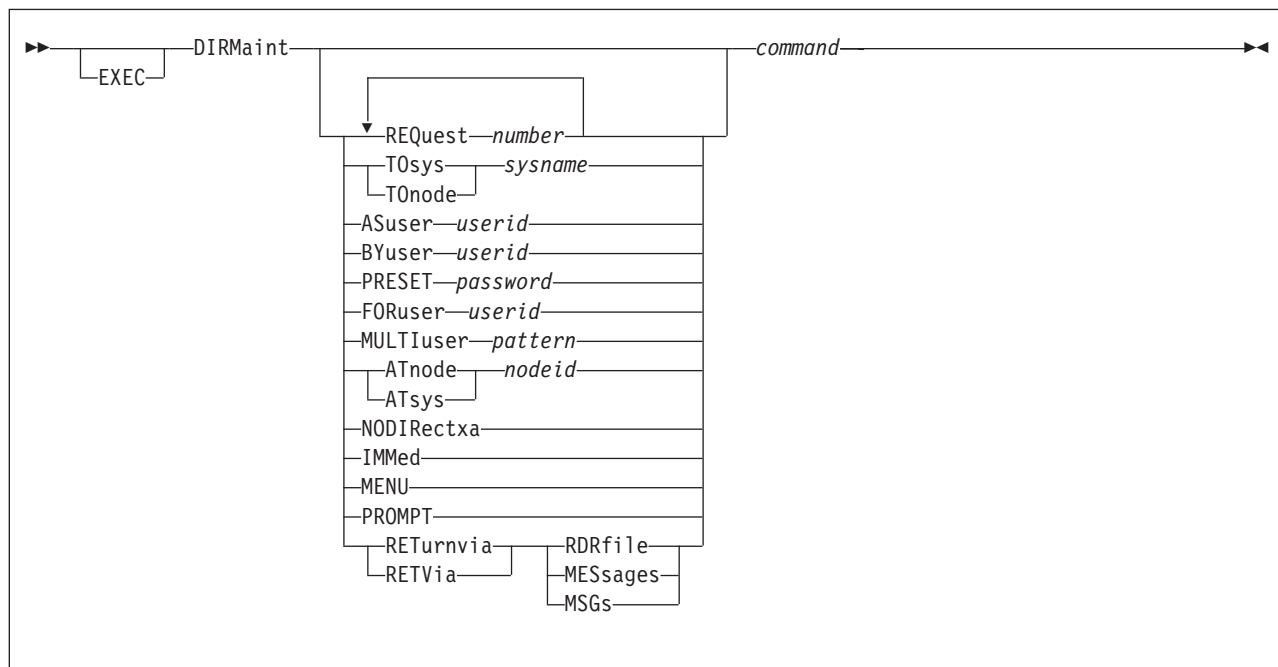 DIRMaint command
EXEC
REQuest number
TOsys sysname
TOnode
ASuser userid
BYuser userid
PRESET password
FORuser userid
MULTIuser pattern
ATnode nodeid
ATsys
NODIRectxa
IMMed
MENU
PROMPT
RETurnvia RDRfile
RETVia MESsages
MSGs